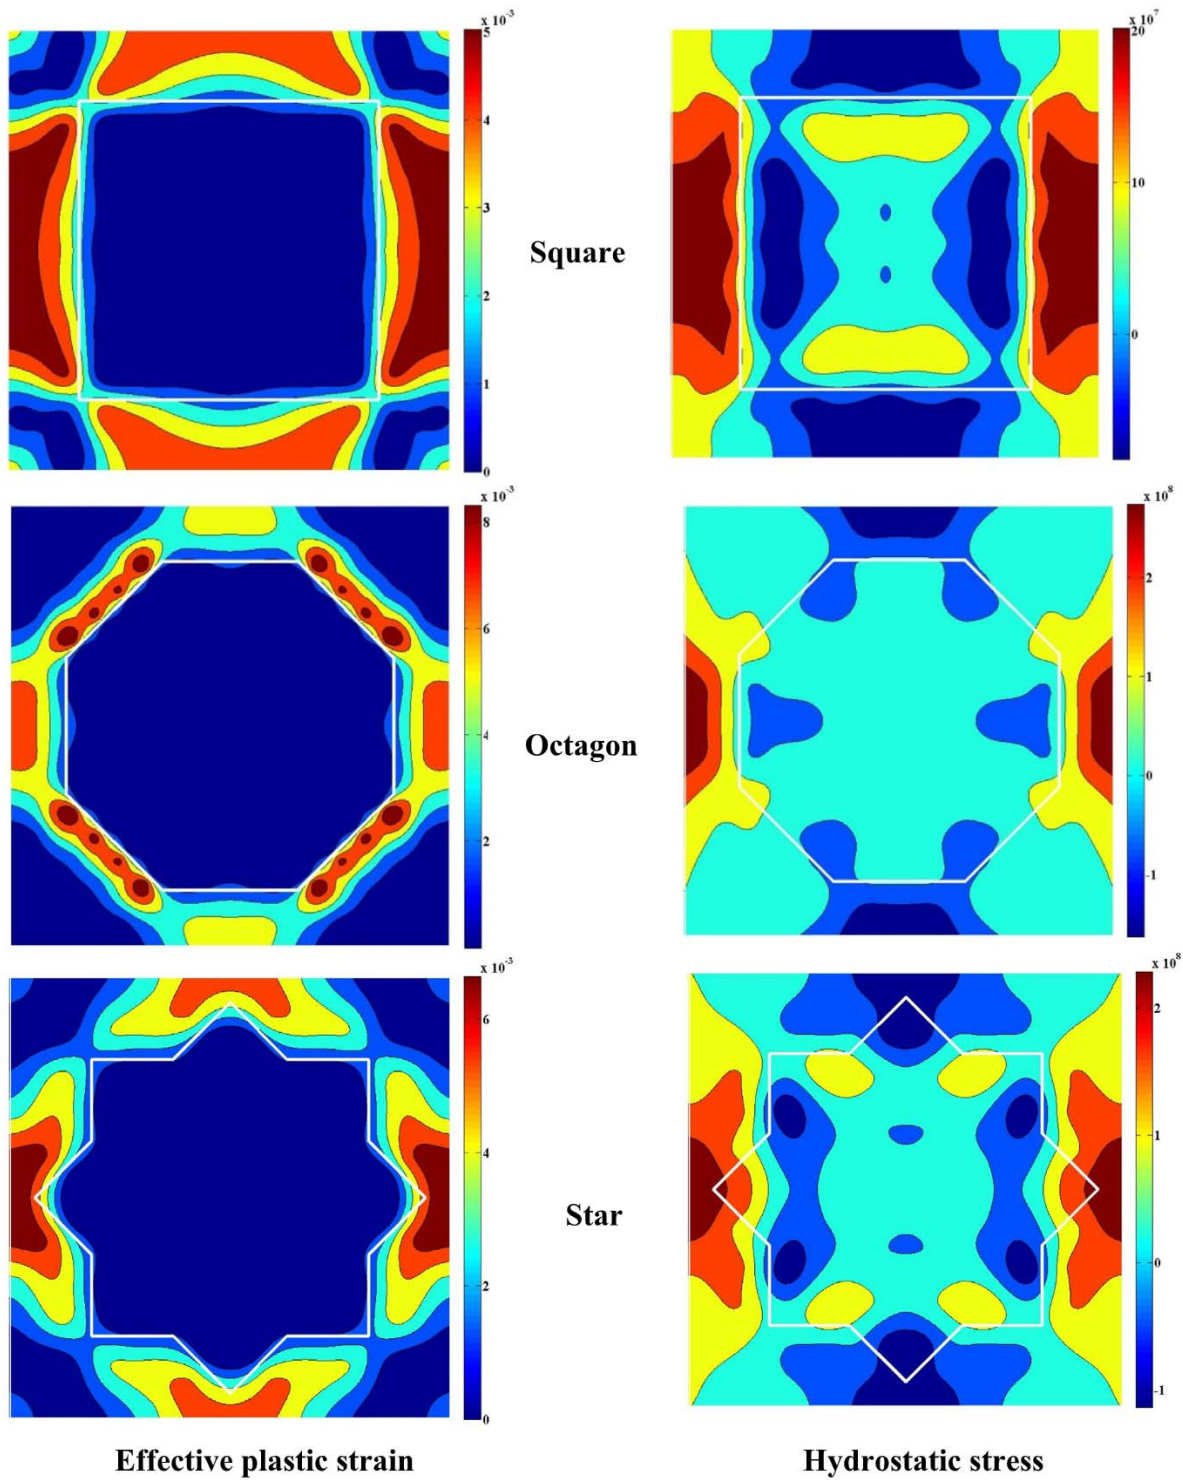 x 10⁻³
5
4
3
2
1
0
x 10⁷
20
10
0
Square
x 10⁻³
8
6
4
2
x 10⁸
2
1
0
-1
Octagon
x 10⁻³
6
4
2
0
x 10⁸
2
1
0
-1
Star
Effective plastic strain
Hydrostatic stress